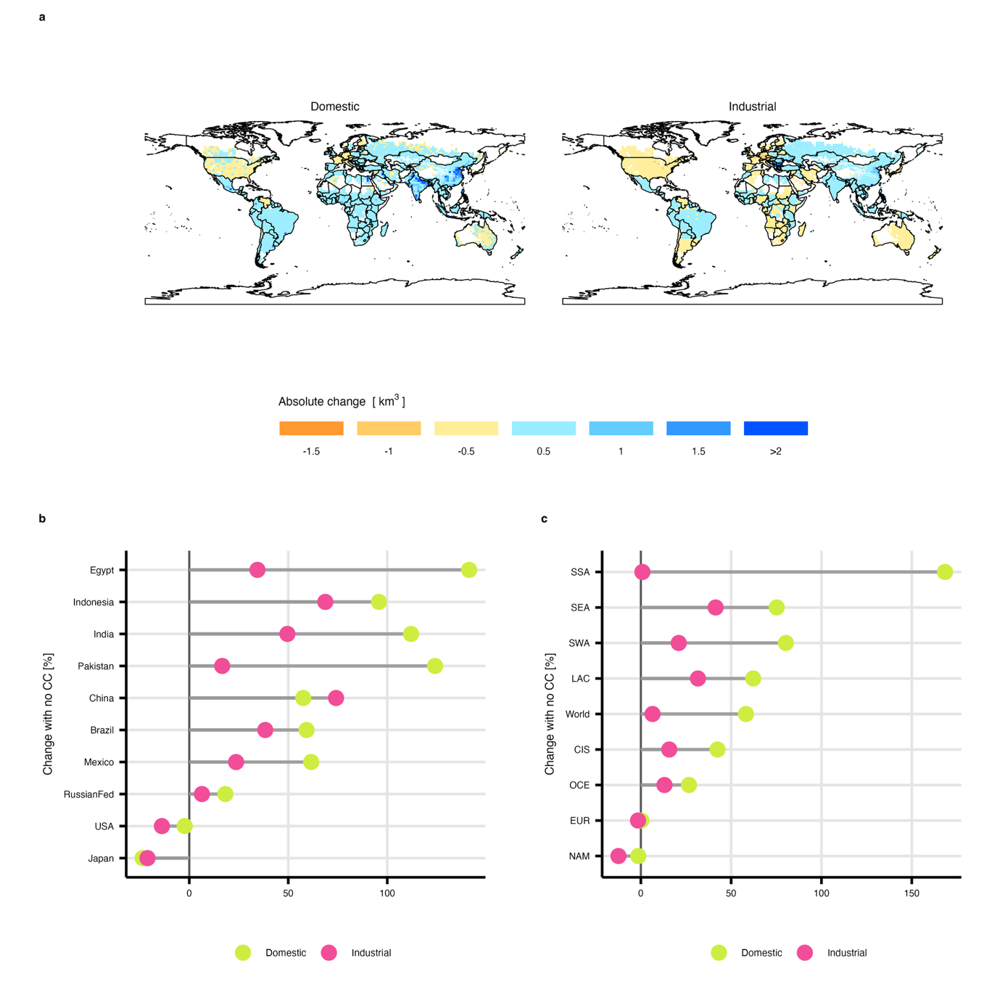 a
Domestic
Industrial
Absolute change [ km³ ]
-1.5
-1
-0.5
0.5
1
1.5
>2
b
Change with no CC [%]
Egypt
Indonesia
India
Pakistan
China
Brazil
Mexico
RussianFed
USA
Japan
0
50
100
Domestic
Industrial
c
Change with no CC [%]
SSA
SEA
SWA
LAC
World
CIS
OCE
EUR
NAM
0
50
100
150
Domestic
Industrial